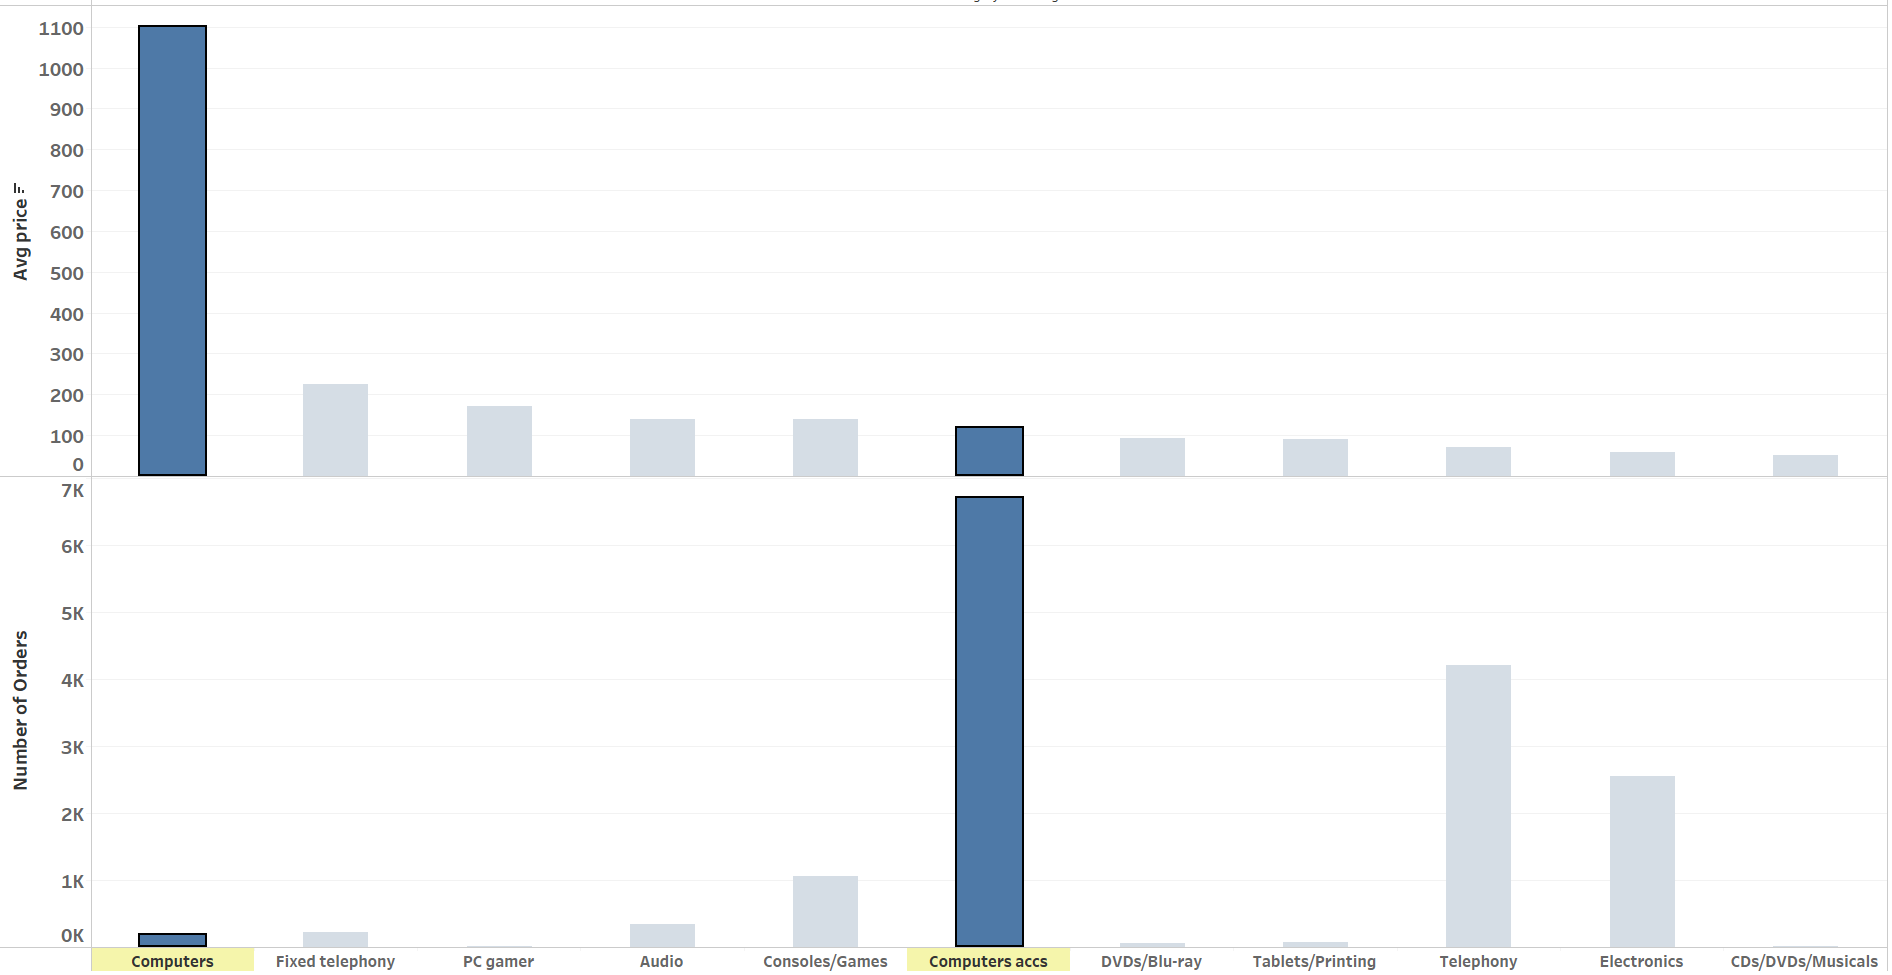 1100
1000
900
800
700
600
500
400
300
200
100
0
Avg price
7K
6K
5K
4K
3K
2K
1K
0K
Number of Orders
Computers Fixed telephony PC gamer Audio Consoles/Games Computers accs DVDs/Blu-ray Tablets/Printing Telephony Electronics CDs/DVDs/Musicals